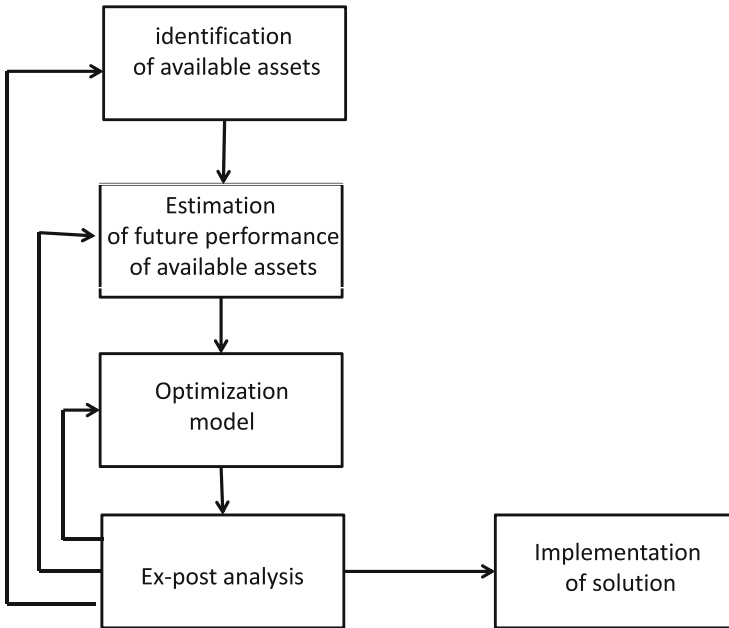 identification
of available assets
Estimation
of future performance
of available assets
Optimization
model
Ex-post analysis
Implementation
of solution